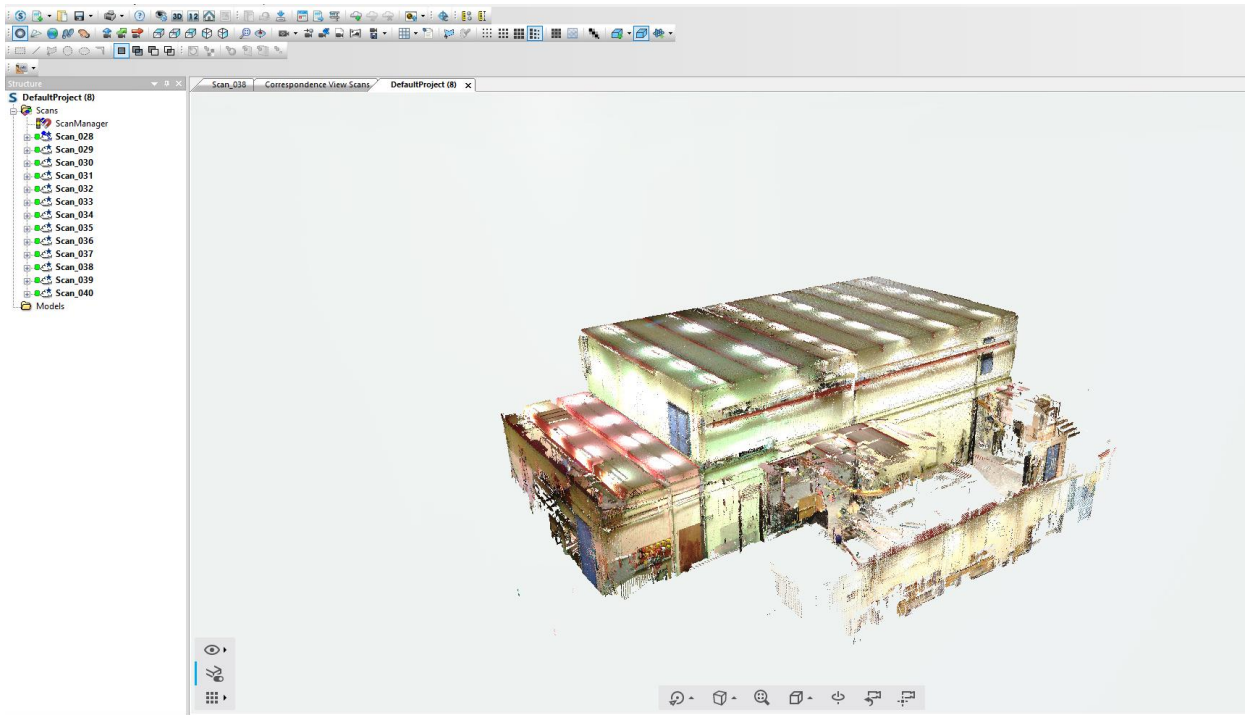 Structure
Scan_038 Correspondence View Scans DefaultProject (8) x
DefaultProject (8)
Scans
ScanManager
Scan_028
Scan_029
Scan_030
Scan_031
Scan_032
Scan_033
Scan_034
Scan_035
Scan_036
Scan_037
Scan_038
Scan_039
Scan_040
Models